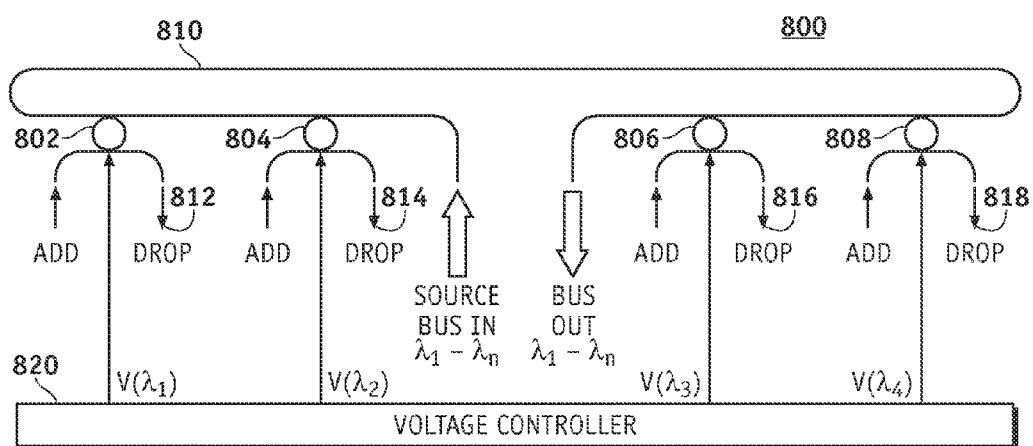 810
800
802
804
806
808
812
814
816
818
ADD
DROP
ADD
DROP
ADD
DROP
ADD
DROP
SOURCE
BUS IN
λ1 – λn
BUS
OUT
λ1 – λn
820
V(λ1)
V(λ2)
V(λ3)
V(λ4)
VOLTAGE CONTROLLER